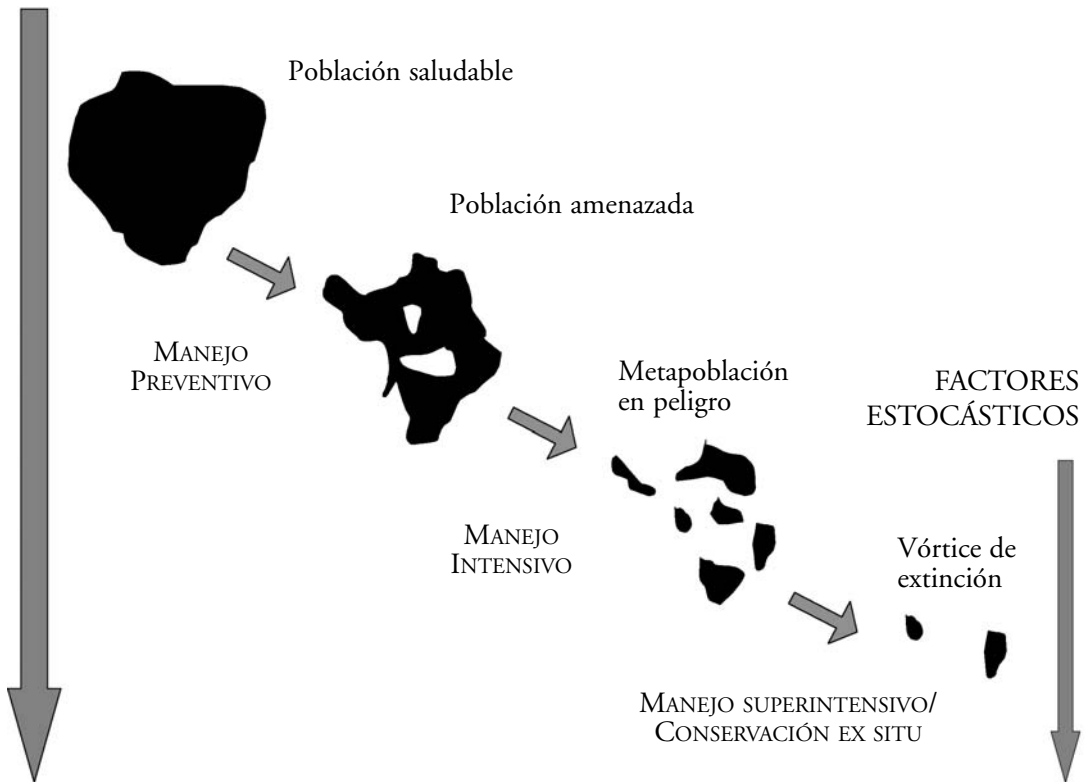 Población saludable
Población amenazada
MANEJO
PREVENTIVO
Metapoblación
en peligro
FACTORES
ESTOCÁSTICOS
MANEJO
INTENSIVO
Vórtice de
extinción
MANEJO SUPERINTENSIVO/
CONSERVACIÓN EX SITU